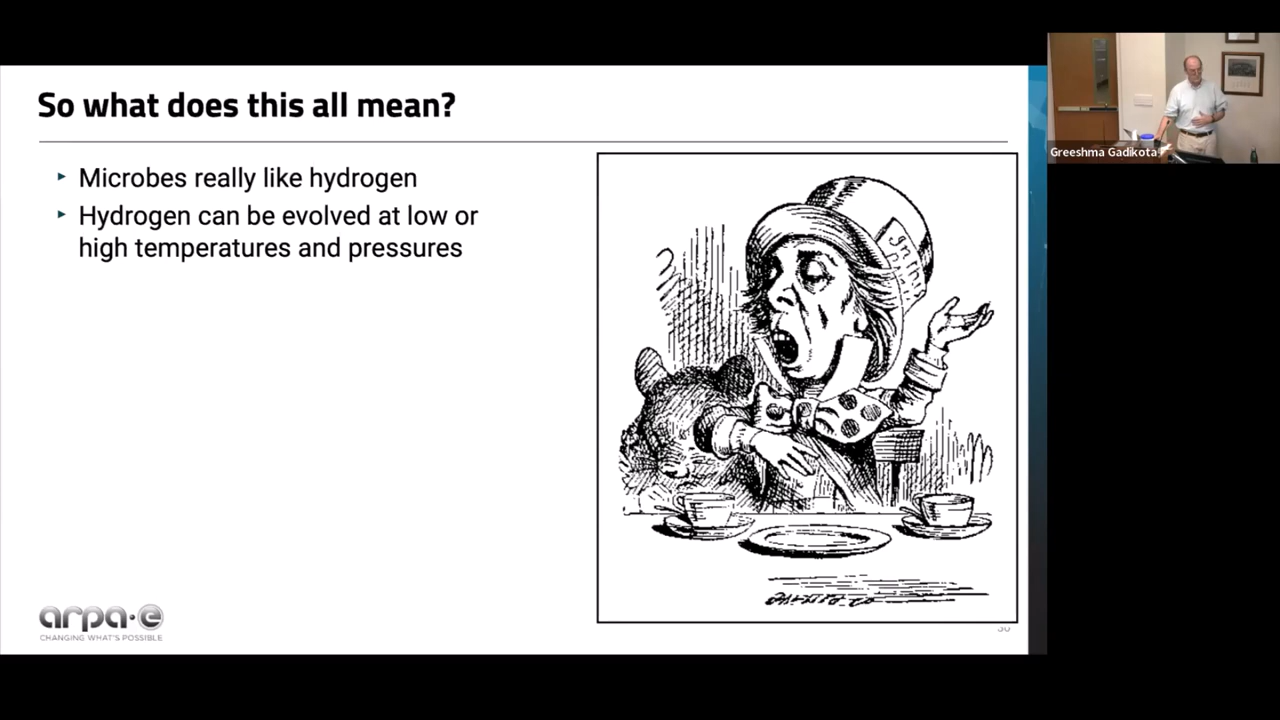 So what does this all mean?
Microbes really like hydrogen
Hydrogen can be evolved at low or
high temperatures and pressures
arpa·e
CHANGING WHAT'S POSSIBLE
Greeshma Gadikota